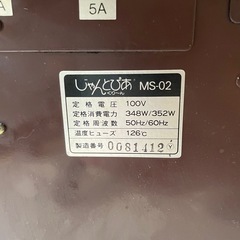 A
5A
じゃんとぴあ MS-02
定格電圧 100V
定格消費電力 348W/352W
定格周波数 50Hz/60Hz
温度ヒューズ 126℃
製造番号 0081412